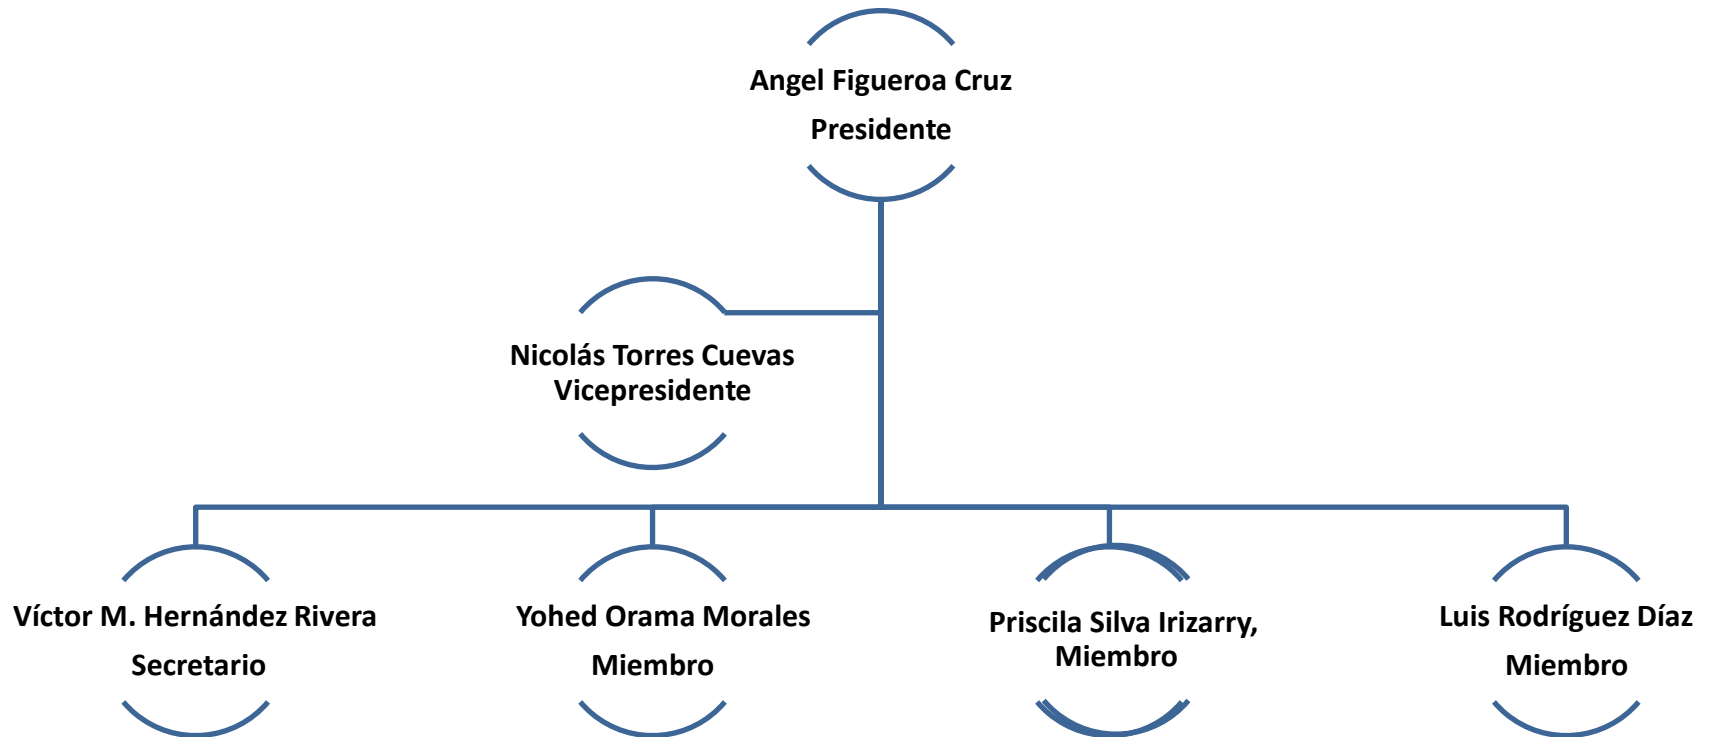 Angel Figueroa Cruz
Presidente
Nicolás Torres Cuevas
Vicepresidente
Víctor M. Hernández Rivera
Secretario
Yohed Orama Morales
Miembro
Priscila Silva Irizarry,
Miembro
Luis Rodríguez Díaz
Miembro